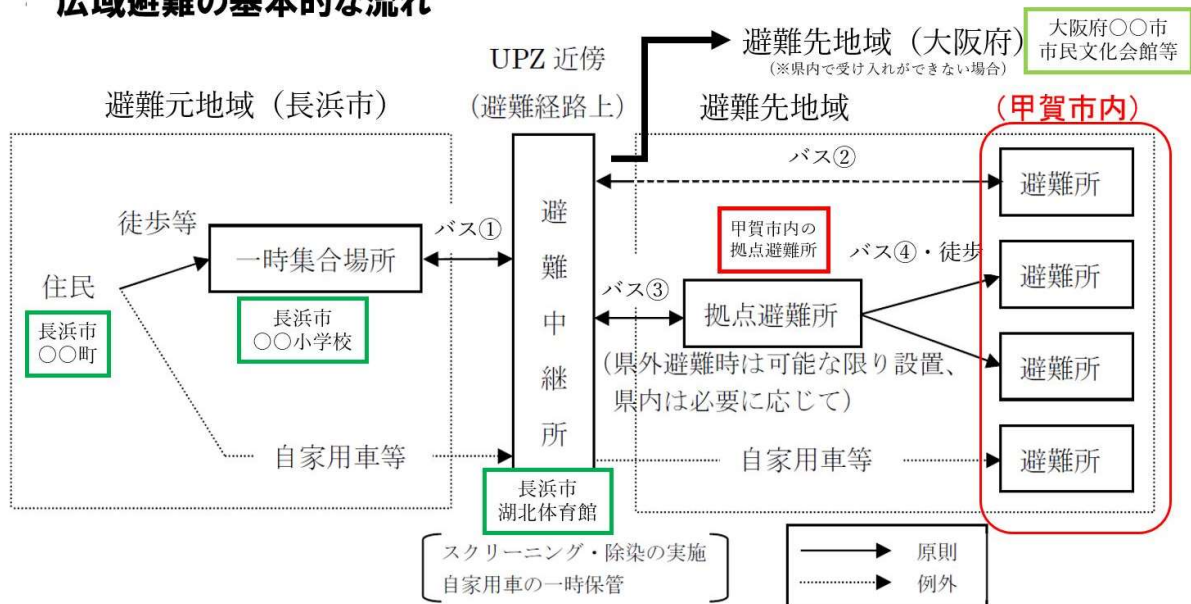 広域避難の基本的な流れ
避難先地域（大阪府）
（※県内で受け入れができない場合）
大阪府〇〇市
市民文化会館等
UPZ 近傍
（避難経路上）
避難元地域（長浜市）
避難先地域
（甲賀市内）
住民
長浜市
〇〇町
徒歩等
一時集合場所
長浜市
〇〇小学校
バス①
自家用車等
避難中継所
長浜市
湖北体育館
スクリーニング・除染の実施
自家用車の一時保管
バス②
避難所
バス③
甲賀市内の
拠点避難所
拠点避難所
バス④・徒歩
避難所
避難所
（県外避難時は可能な限り設置、
県内は必要に応じて）
自家用車等
避難所
原則
例外